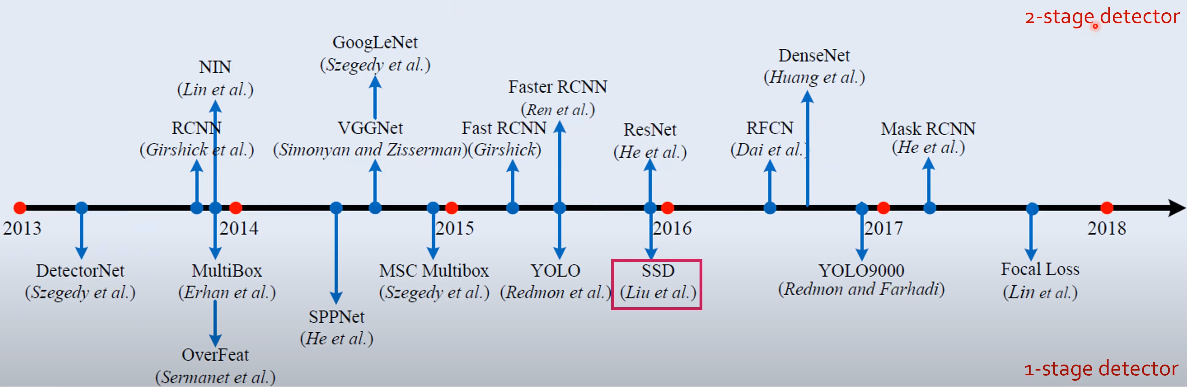 2-stage detector
GoogLeNet
(Szegedy et al.)
DenseNet
(Huang et al.)
NIN
(Lin et al.)
Faster RCNN
(Ren et al.)
RCNN
(Girshick et al.)
VGGNet
(Simonyan and Zisserman)
Fast RCNN
(Girshick)
ResNet
(He et al.)
RFCN
(Dai et al.)
Mask RCNN
(He et al.)
2013
2014
2015
2016
2017
2018
DetectorNet
(Szegedy et al.)
MultiBox
(Erhan et al.)
MSC Multibox
(Szegedy et al.)
YOLO
(Redmon et al.)
SSD
(Liu et al.)
YOLO9000
(Redmon and Farhadi)
Focal Loss
(Lin et al.)
SPPNet
(He et al.)
OverFeat
(Sermanet et al.)
1-stage detector